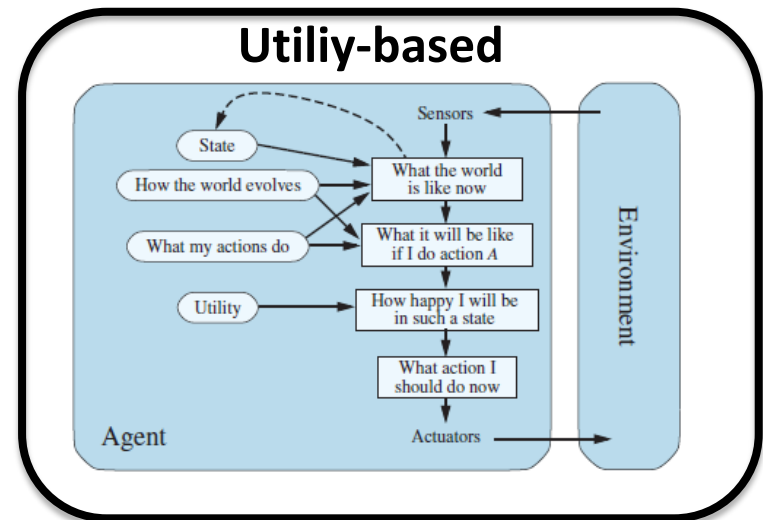 Utiliy-based
Sensors
State
What the world
is like now
How the world evolves
What it will be like
if I do action A
What my actions do
How happy I will be
in such a state
Utility
What action I
should do now
Agent
Actuators
Environment